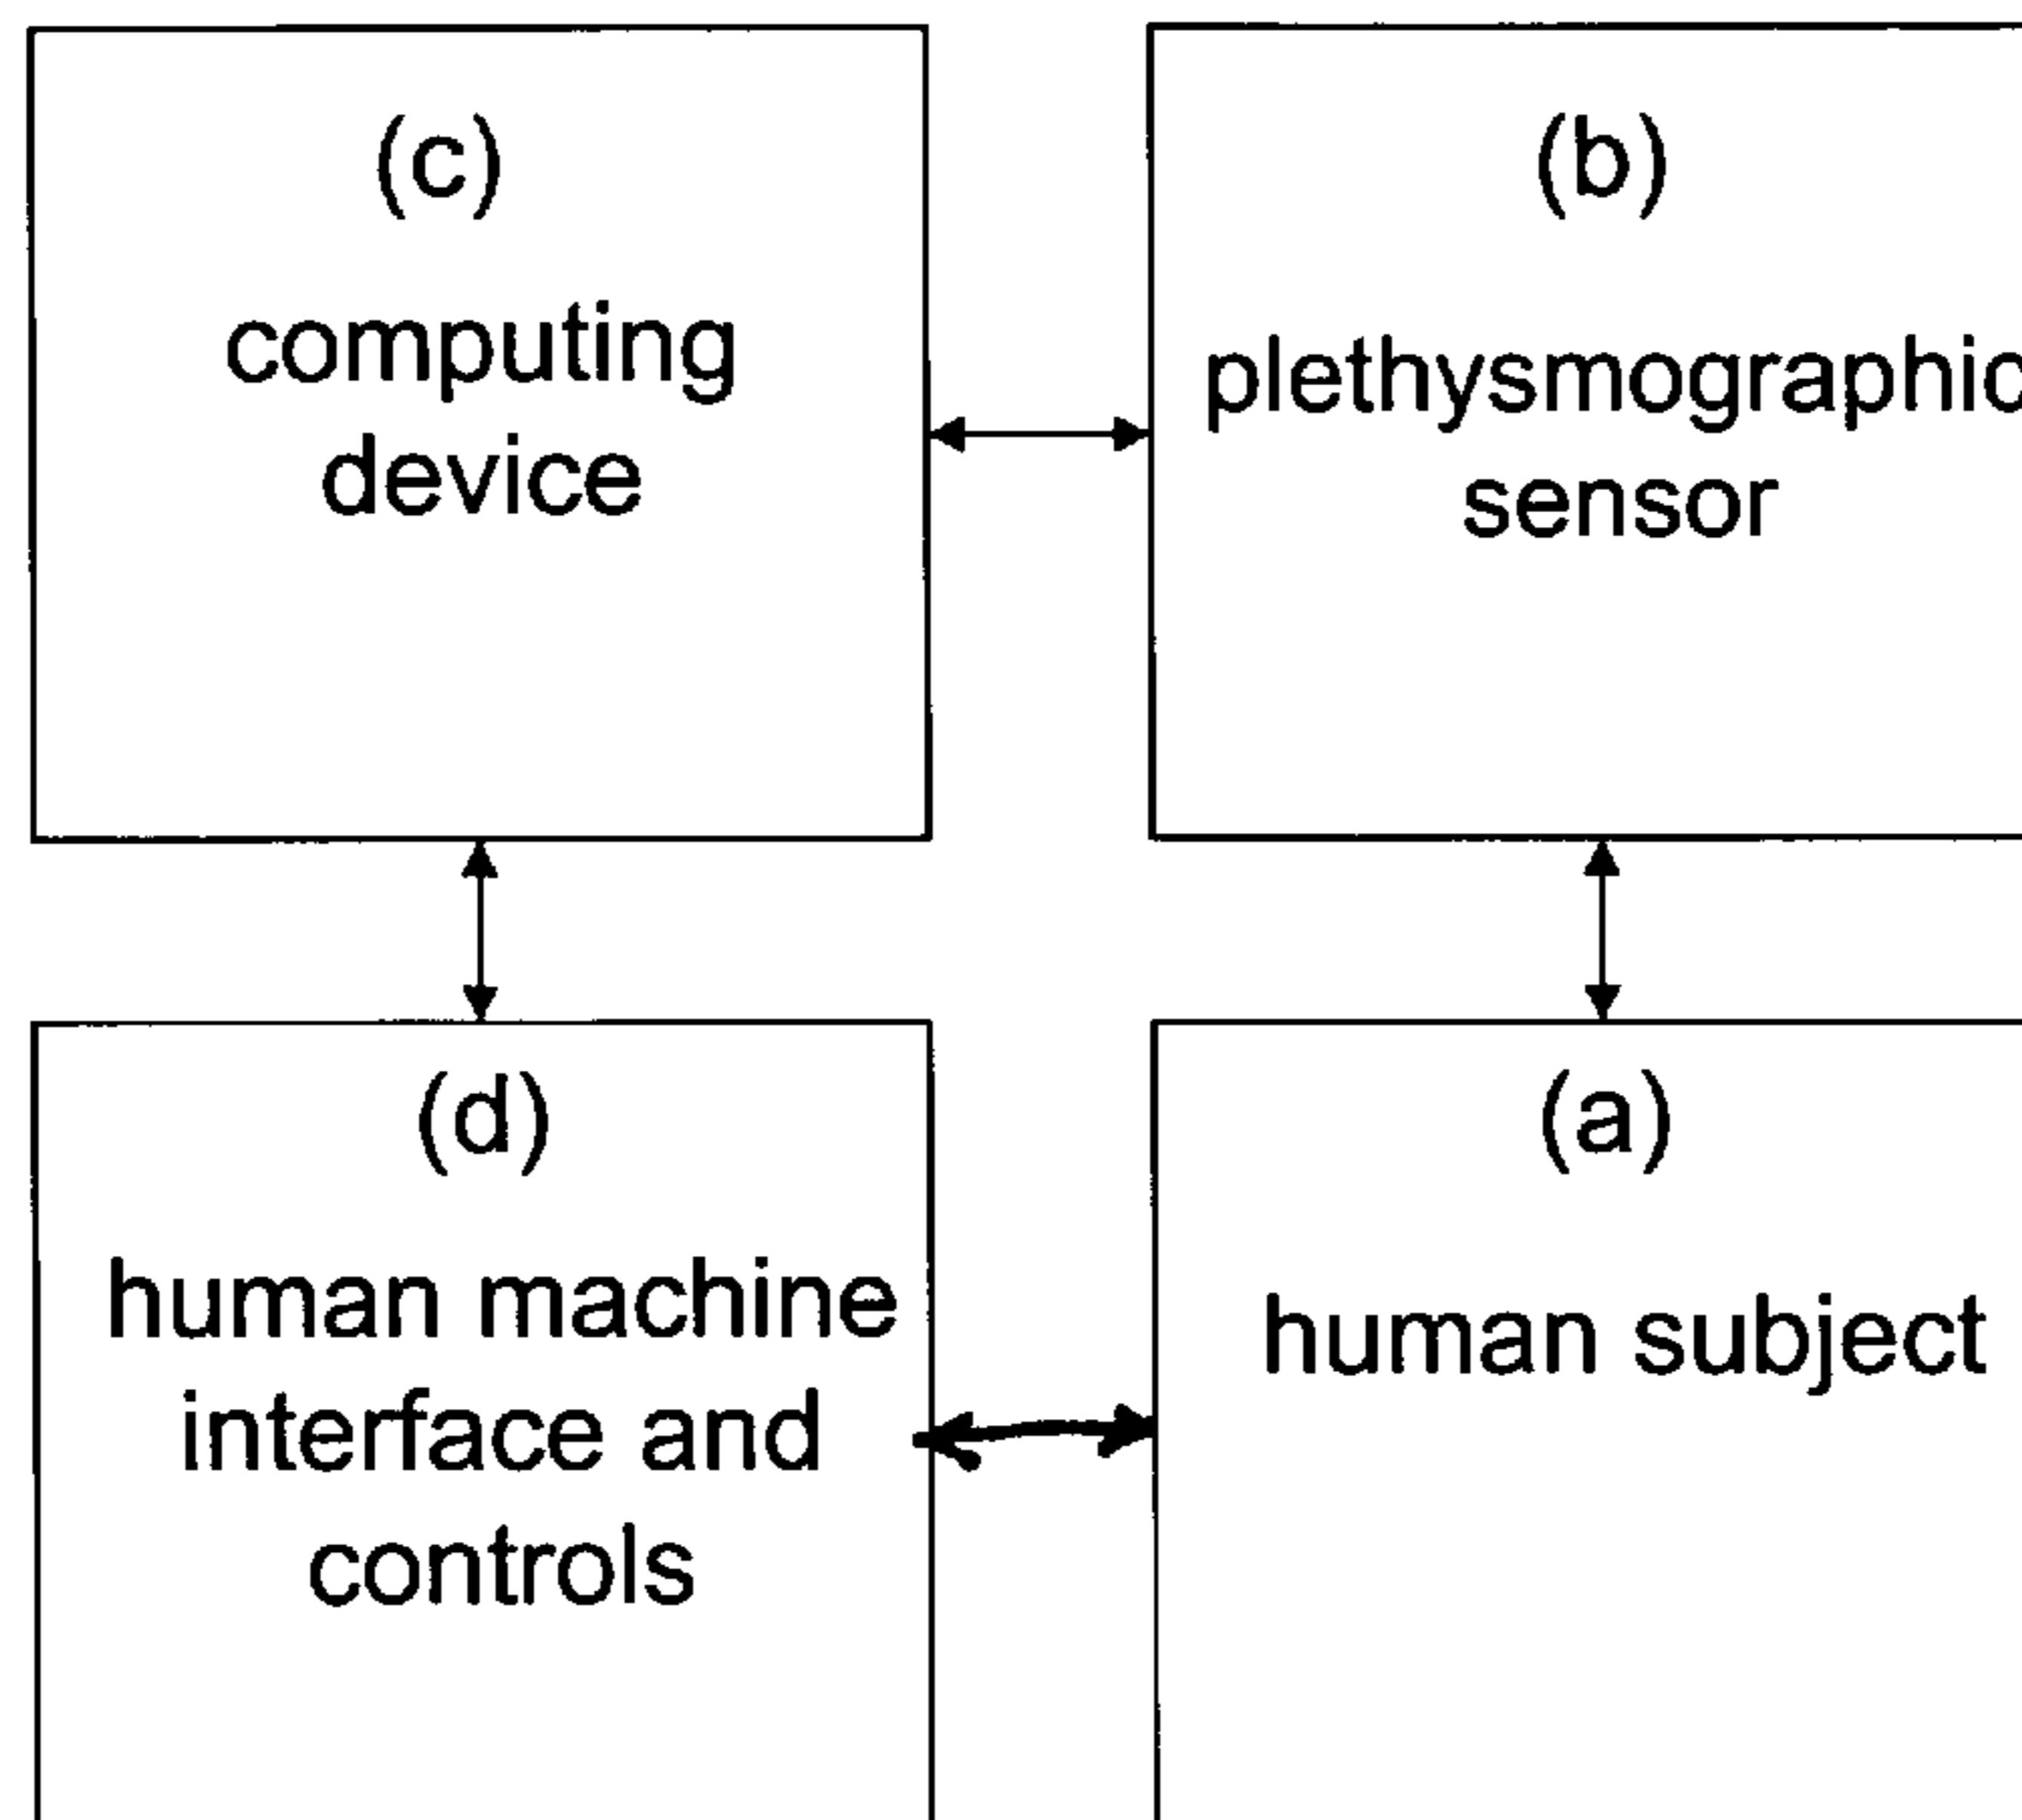 (c)
computing
device
(b)
plethysmographic
sensor
(d)
human machine
interface and
controls
(a)
human subject